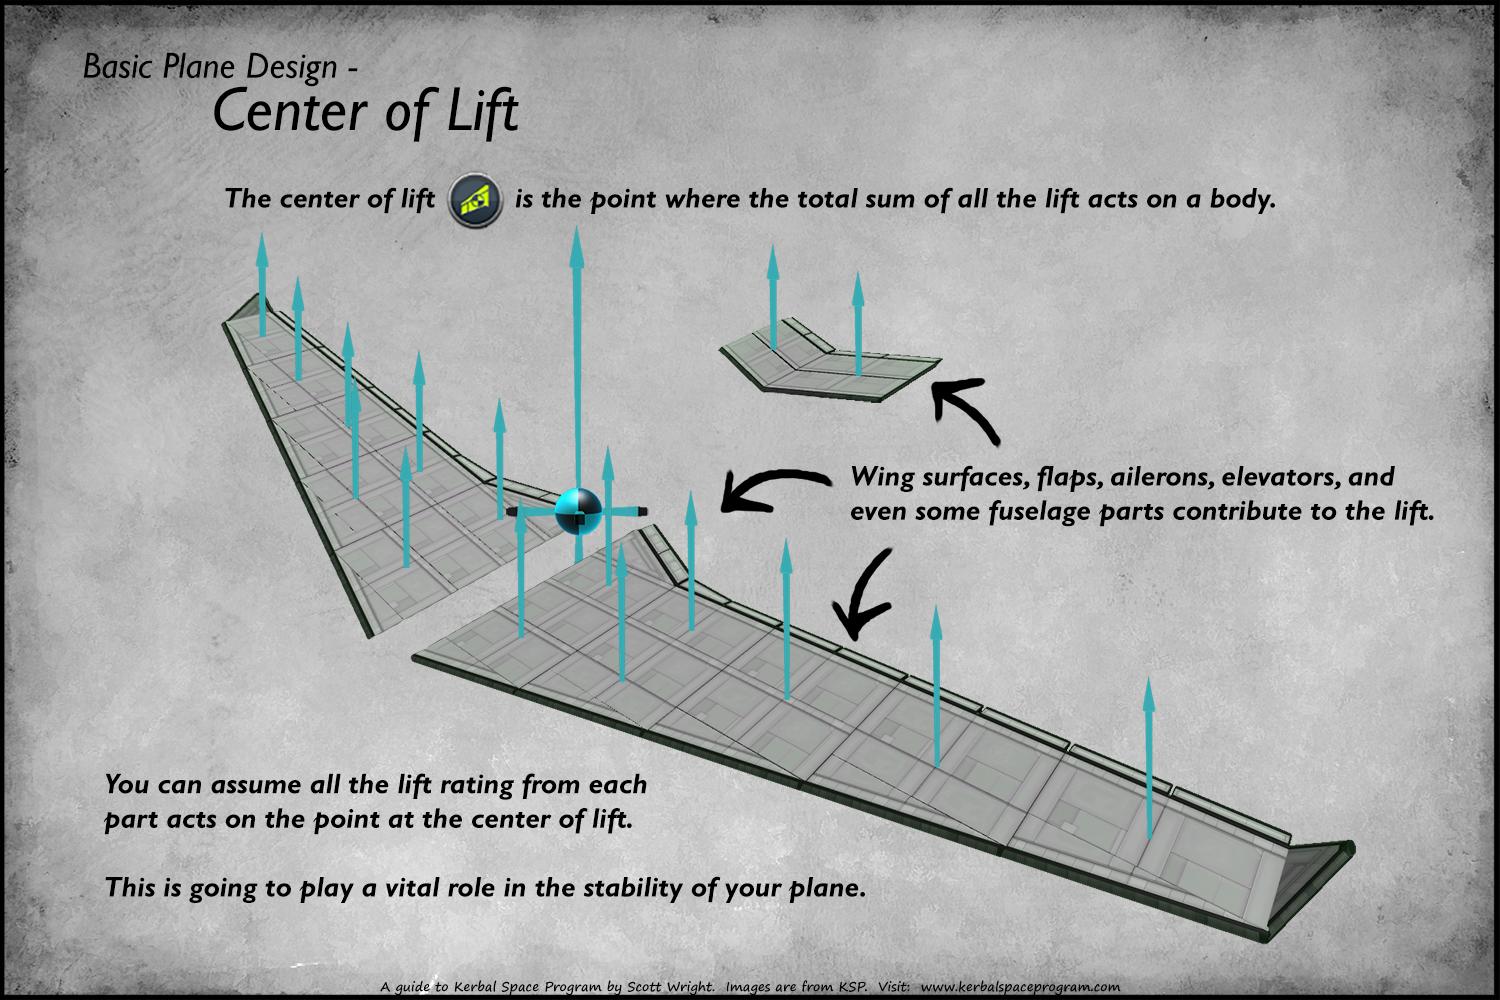 Basic Plane Design -
Center of Lift
The center of lift is the point where the total sum of all the lift acts on a body.
Wing surfaces, flaps, ailerons, elevators, and
even some fuselage parts contribute to the lift.
You can assume all the lift rating from each
part acts on the point at the center of lift.
This is going to play a vital role in the stability of your plane.
A guide to Kerbal Space Program by Scott Wright. Images are from KSP. Visit: www.kerbalspaceprogram.com